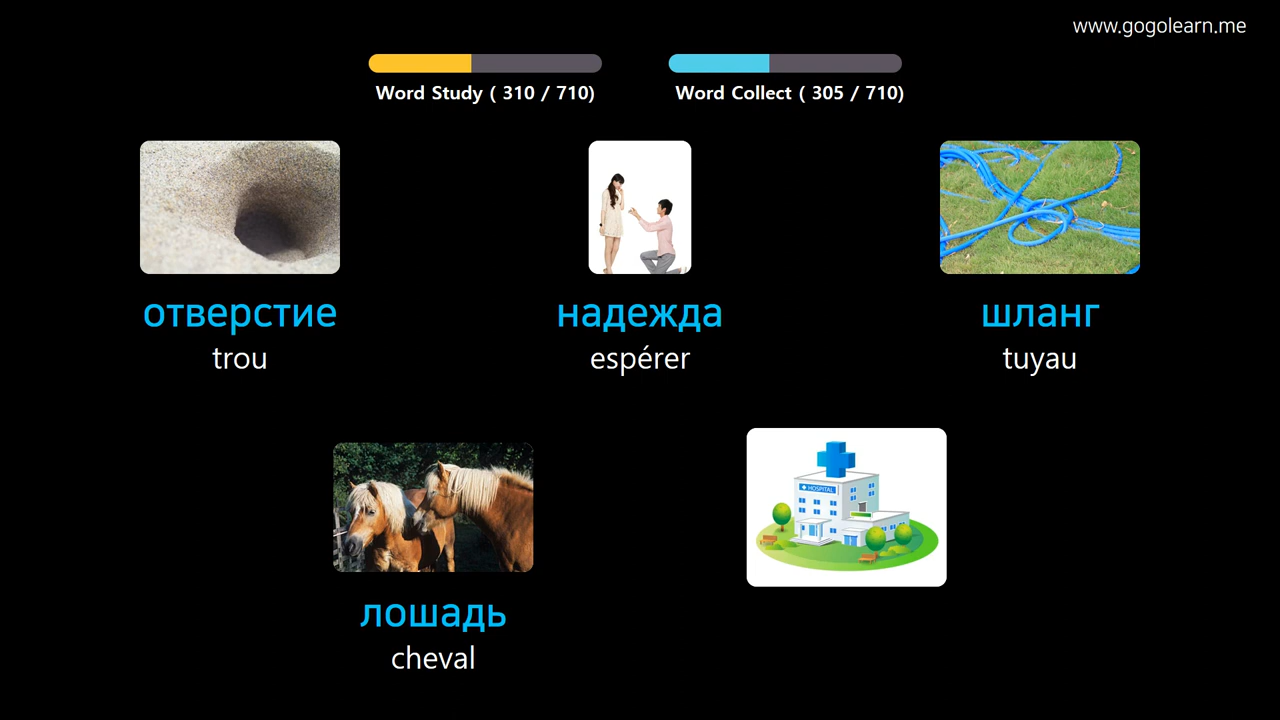 www.gogolearn.me
Word Study ( 310 / 710)
Word Collect ( 305 / 710)
отверстие
trou
надежда
espérer
шланг
tuyau
HOSPITAL
лошадь
cheval